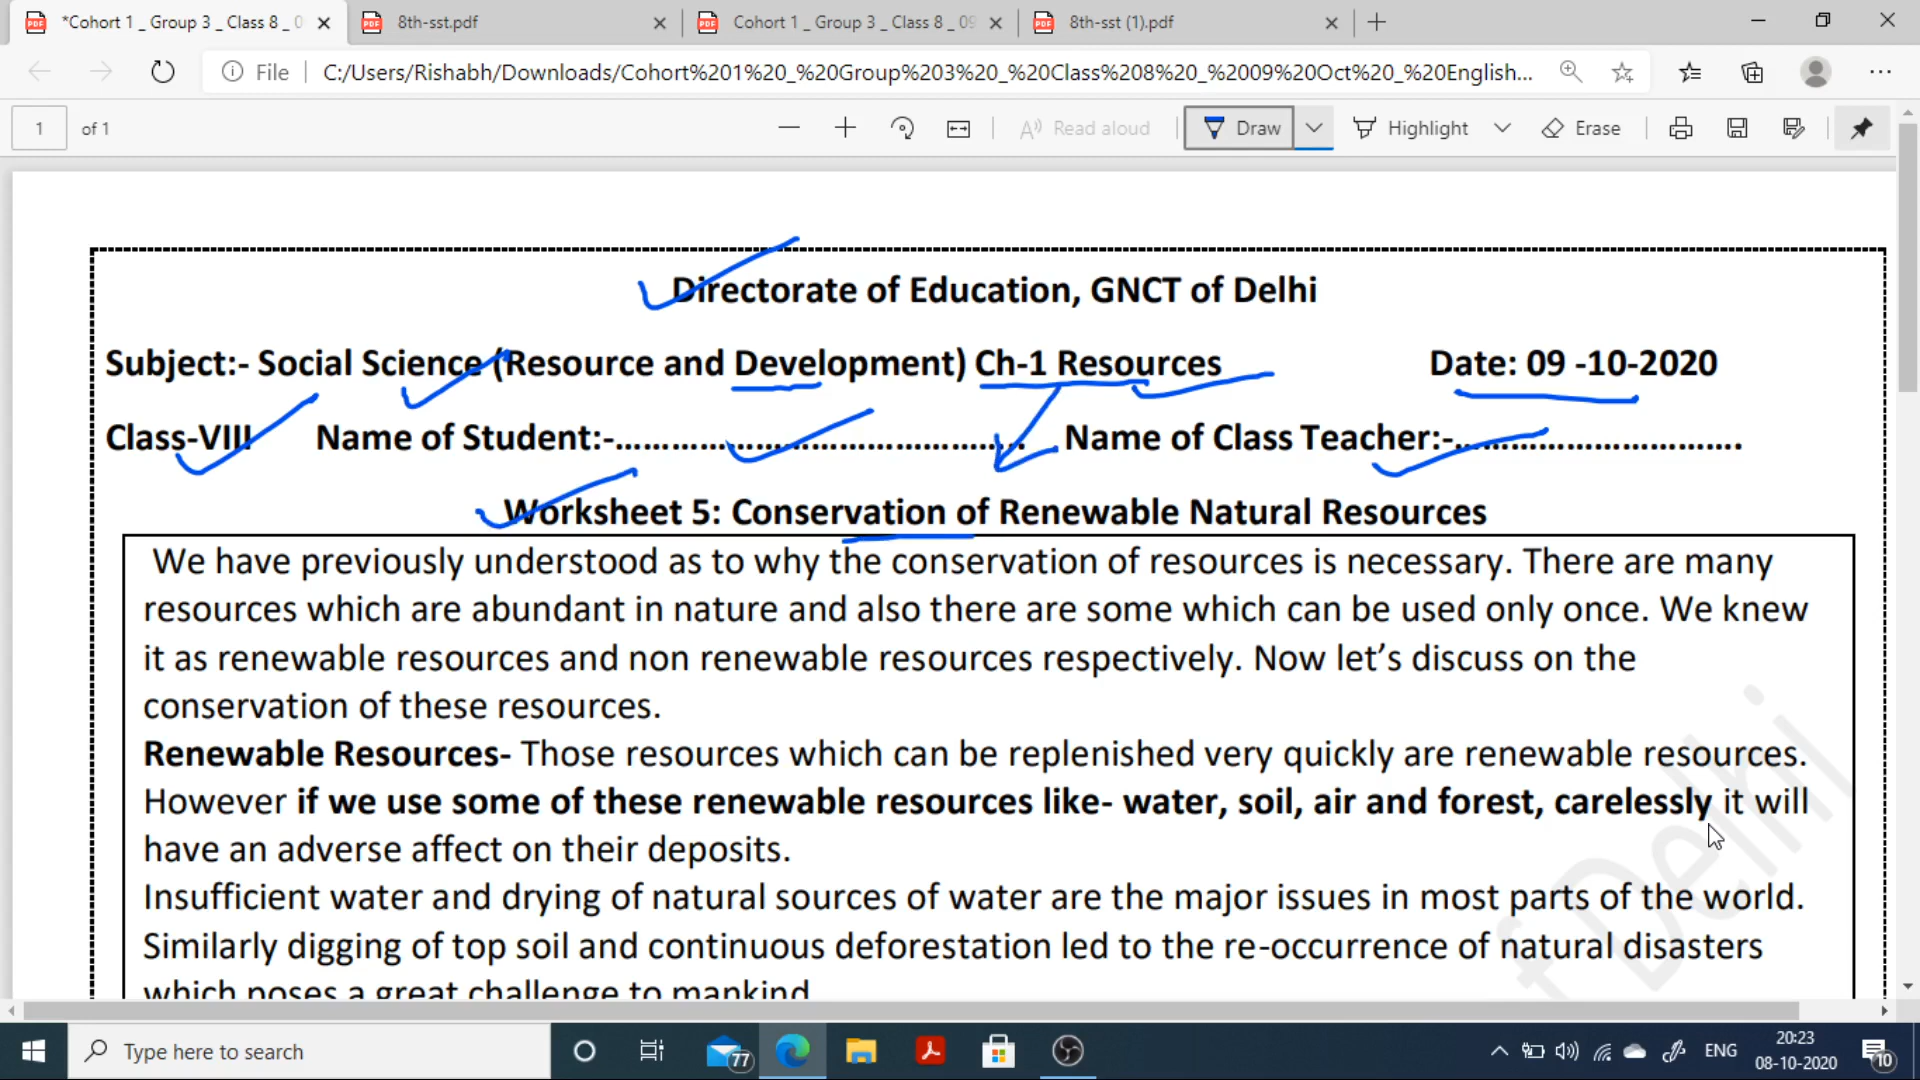 *Cohort 1 _ Group 3 _ Class 8 _ 0
8th-sst.pdf
Cohort 1 _ Group 3 _ Class 8 _ 09
8th-sst (1).pdf
File
C:/Users/Rishabh/Downloads/Cohort%201%20_%20Group%203%20_%20Class%208%20_%2009%20Oct%20_%20English...
1 of 1
Read aloud
Draw
Highlight
Erase
Directorate of Education, GNCT of Delhi
Subject:- Social Science (Resource and Development) Ch-1 Resources Date: 09 -10-2020
Class-VIII Name of Student:-........................................... Name of Class Teacher:-..............................
Worksheet 5: Conservation of Renewable Natural Resources
We have previously understood as to why the conservation of resources is necessary. There are many
resources which are abundant in nature and also there are some which can be used only once. We knew
it as renewable resources and non renewable resources respectively. Now let’s discuss on the
conservation of these resources.
Renewable Resources- Those resources which can be replenished very quickly are renewable resources.
However if we use some of these renewable resources like- water, soil, air and forest, carelessly it will
have an adverse affect on their deposits.
Insufficient water and drying of natural sources of water are the major issues in most parts of the world.
Similarly digging of top soil and continuous deforestation led to the re-occurrence of natural disasters
which poses a great challenge to mankind.
f Delhi
Type here to search
77
ENG
20:23
08-10-2020
10